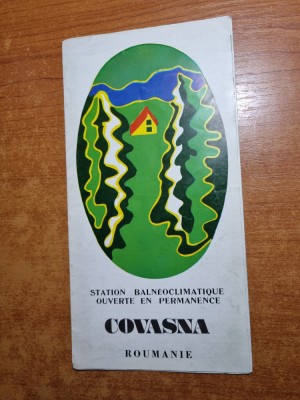 STATION BALNEOCLIMATIQUE
OUVERTE EN PERMANENCE
COVASNA
ROUMANIE